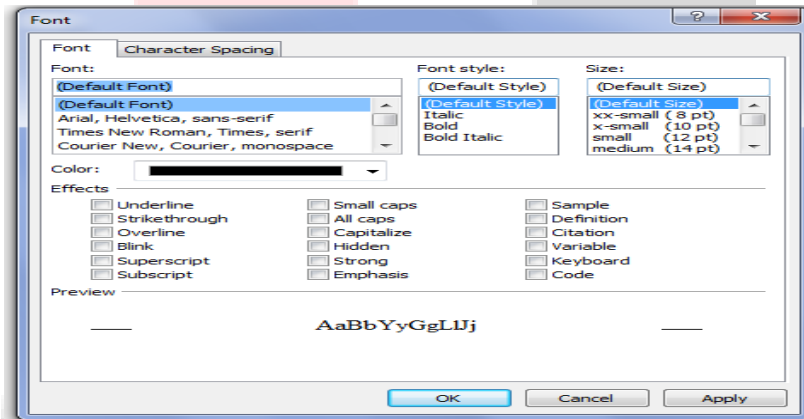 Font
Font Character Spacing
Font: Font style: Size:
(Default Font) (Default Style) (Default Size)
(Default Font) (Default Style) (Default Size)
Arial, Helvetica, sans-serif Italic xx-small ( 8 pt)
Times New Roman, Times, serif Bold x-small (10 pt)
Courier New, Courier, monospace Bold Italic small (12 pt)
medium (14 pt)
Color:
Effects
Underline Small caps Sample
Strikethrough All caps Definition
Overline Capitalize Citation
Blink Hidden Variable
Superscript Strong Keyboard
Subscript Emphasis Code
Preview
AaBbYyGgLlJj
OK Cancel Apply